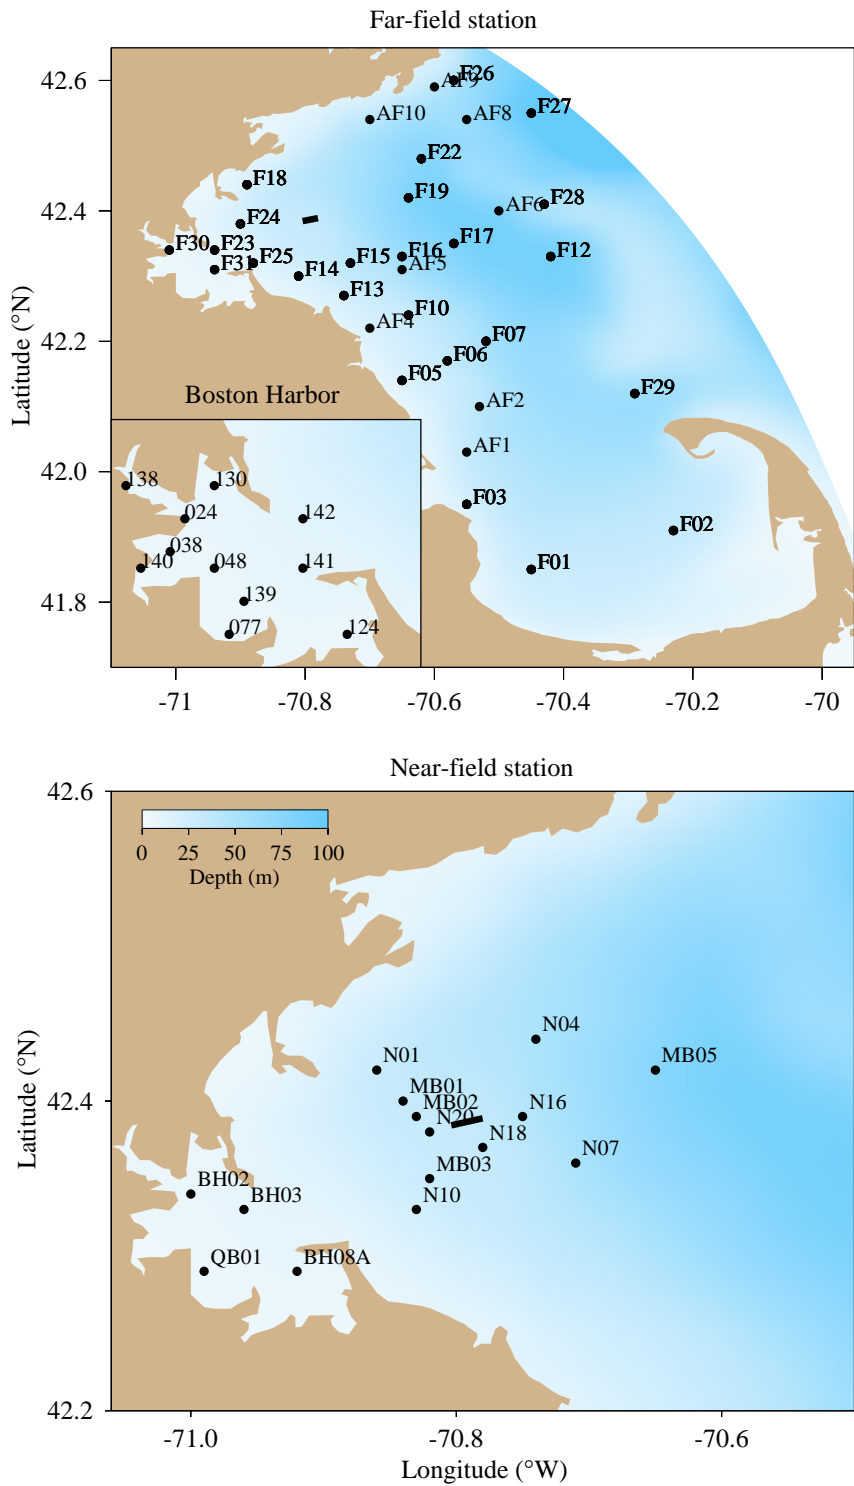 Far-field station
42.6
42.4
42.2
42.0
41.8
Latitude (°N)
F26
AF9
F27
AF10
AF8
F22
F18
F19
AF6
F28
F24
F17
F30
F23
F16
F12
F31
F25
F14
F15
AF5
F13
F10
AF4
F07
F06
F05
F29
AF2
AF1
F03
F02
F01
Boston Harbor
138
130
024
142
038
140
048
141
139
077
124
-71
-70.8
-70.6
-70.4
-70.2
-70
Near-field station
42.6
42.4
42.2
Latitude (°N)
0
25
50
75
100
Depth (m)
N04
N01
MB05
MB01
MB02
N16
N20
N18
MB03
N07
BH02
BH03
N10
QB01
BH08A
-71.0
-70.8
-70.6
Longitude (°W)